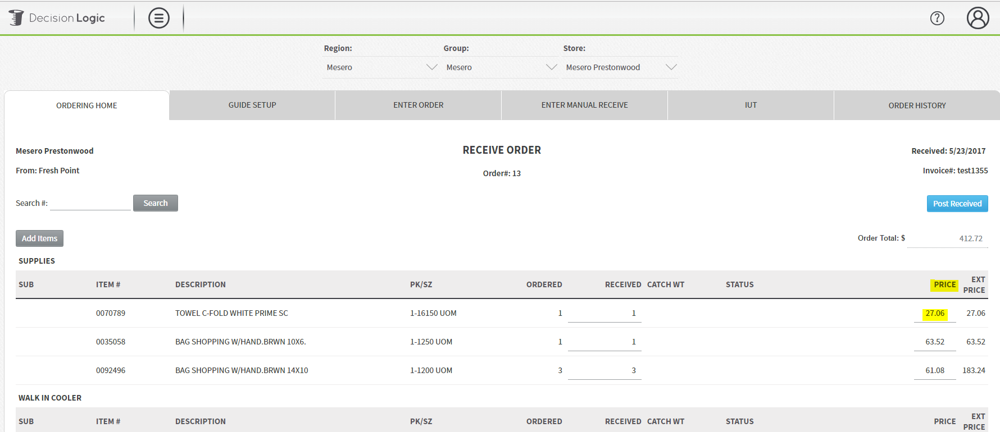 Decision Logic
?
Region: Group: Store:
Mesero Mesero Mesero Prestonwood
ORDERING HOME GUIDE SETUP ENTER ORDER ENTER MANUAL RECEIVE IUT ORDER HISTORY
Mesero Prestonwood RECEIVE ORDER Received: 5/23/2017
From: Fresh Point Order#: 13 Invoice#: test1355
Search #: Search Post Received
Add Items Order Total: $ 412.72
SUPPLIES
SUB ITEM # DESCRIPTION PK/SZ ORDERED RECEIVED CATCH WT STATUS PRICE EXT PRICE
0070789 TOWEL C-FOLD WHITE PRIME SC 1-16150 UOM 1 1 27.06 27.06
0035058 BAG SHOPPING W/HAND.BRWN 10X6. 1-1250 UOM 1 1 63.52 63.52
0092496 BAG SHOPPING W/HAND.BRWN 14X10 1-1200 UOM 3 3 61.08 183.24
WALK IN COOLER
SUB ITEM # DESCRIPTION PK/SZ ORDERED RECEIVED CATCH WT STATUS PRICE EXT PRICE